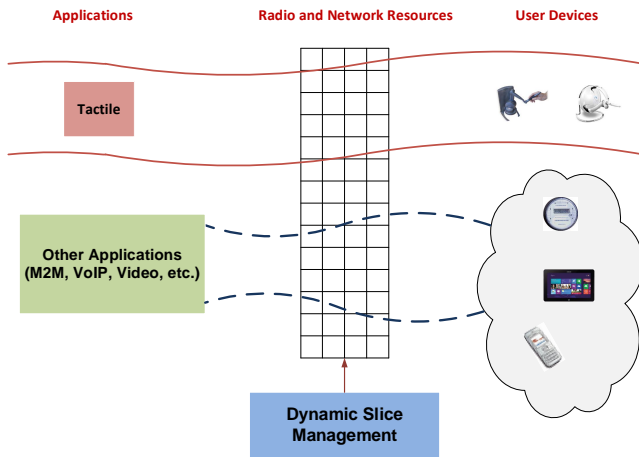 Applications
Radio and Network Resources
User Devices
Tactile
Other Applications
(M2M, VoIP, Video, etc.)
Dynamic Slice
Management